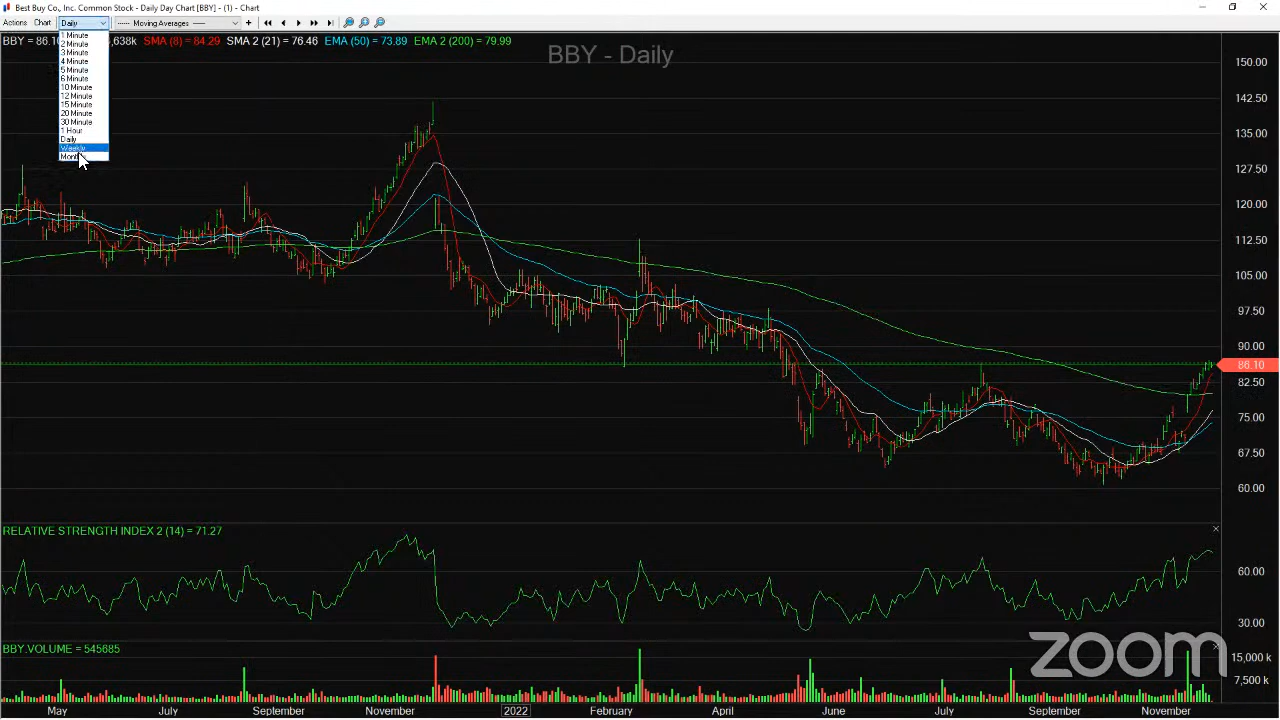 Best Buy Co., Inc. Common Stock - Daily Day Chart [BBY] - (1) - Chart
Actions Chart Daily Moving Averages
BBY = 86.1 ,638k SMA (8) = 84.29 SMA 2 (21) = 76.46 EMA (50) = 73.89 EMA 2 (200) = 79.99
BBY - Daily
1 Minute
2 Minute
3 Minute
4 Minute
5 Minute
6 Minute
10 Minute
12 Minute
15 Minute
20 Minute
30 Minute
1 Hour
Daily
Weekly
150.00
142.50
135.00
127.50
120.00
112.50
105.00
97.50
90.00
86.10
82.50
75.00
67.50
60.00
RELATIVE STRENGTH INDEX 2 (14) = 71.27
60.00
30.00
BBY.VOLUME = 545685
zoom
15,000 k
7,500 k
May July September November 2022 February April June July September November